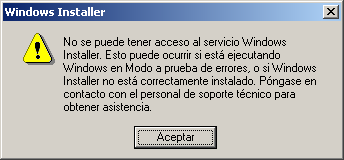 Windows Installer
No se puede tener acceso al servicio Windows
Installer. Esto puede ocurrir si está ejecutando
Windows en Modo a prueba de errores, o si Windows
Installer no está correctamente instalado. Póngase en
contacto con el personal de soporte técnico para
obtener asistencia.
Aceptar